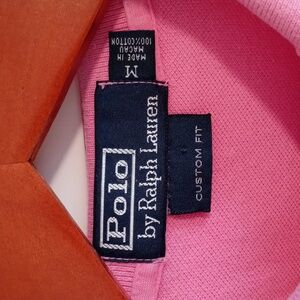 Polo
by Ralph Lauren
CUSTOM FIT
M
MADE IN
MACAU
100% COTTON